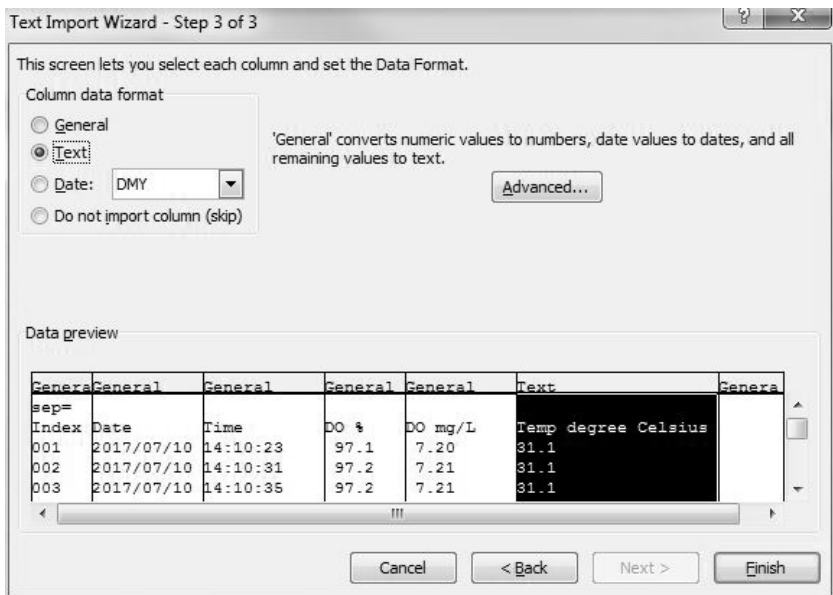 Text Import Wizard - Step 3 of 3
?
X
This screen lets you select each column and set the Data Format.
Column data format
General
Text
Date: DMY
Do not import column (skip)
'General' converts numeric values to numbers, date values to dates, and all
remaining values to text.
Advanced...
Data preview
Genera General General General General Text Genera
sep=
Index Date Time DO % DO mg/L Temp degree Celsius
001 2017/07/10 14:10:23 97.1 7.20 31.1
002 2017/07/10 14:10:31 97.2 7.21 31.1
003 2017/07/10 14:10:35 97.2 7.21 31.1
Cancel < Back Next > Finish